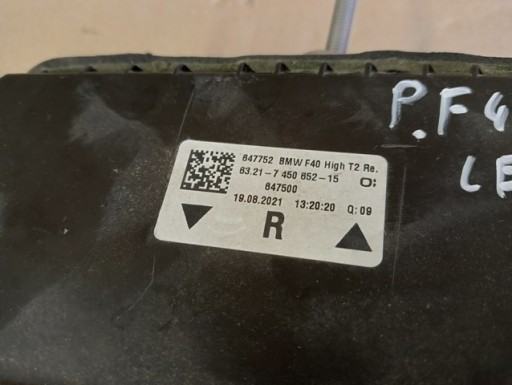 847752 BMW F40 High T2 Re.
63.21-7 450 652-15
847500
19.08.2021 13:20:20 Q:09
R
P.F4
LE